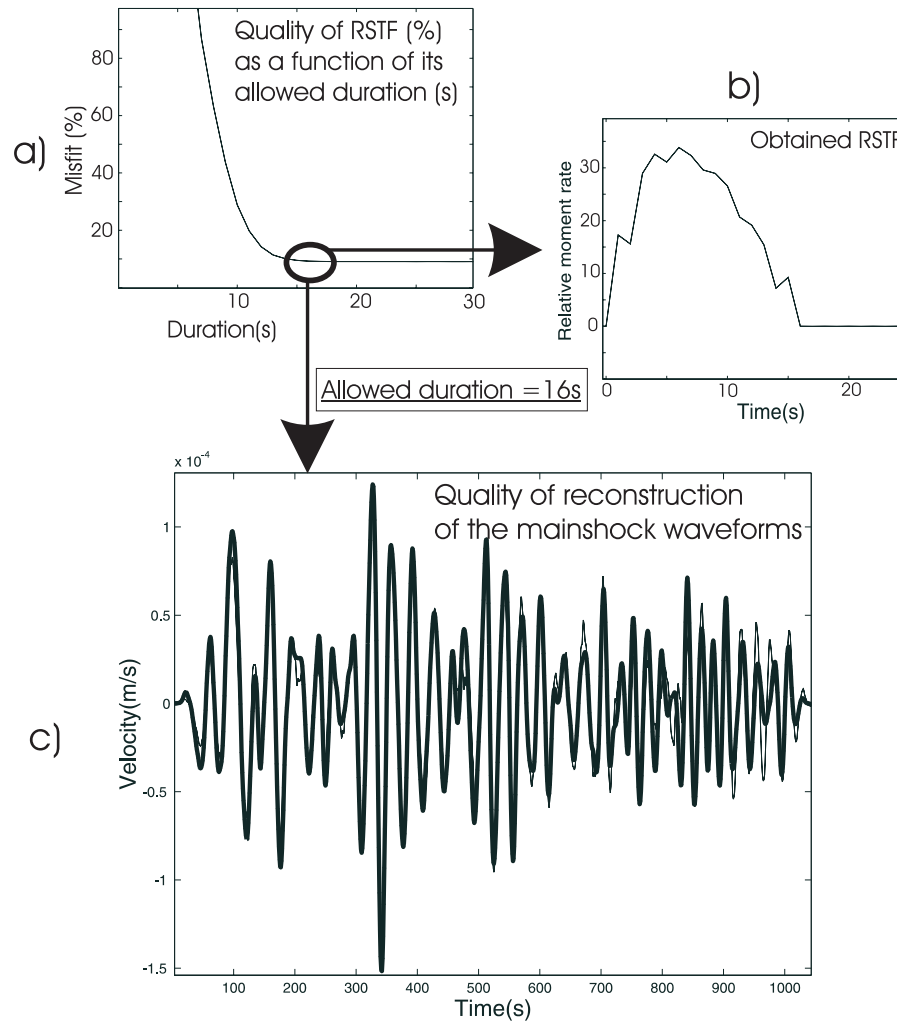 a)
Quality of RSTF (%)
as a function of its
allowed duration (s)
Misfit (%)
80
60
40
20
10
20
30
Duration(s)
b)
Obtained RSTF
Relative moment rate
30
20
10
0
0
10
20
Time(s)
Allowed duration =16s
c)
x 10-4
Quality of reconstruction
of the mainshock waveforms
Velocity(m/s)
1
0.5
0
-0.5
-1
-1.5
100
200
300
400
500
600
700
800
900
1000
Time(s)